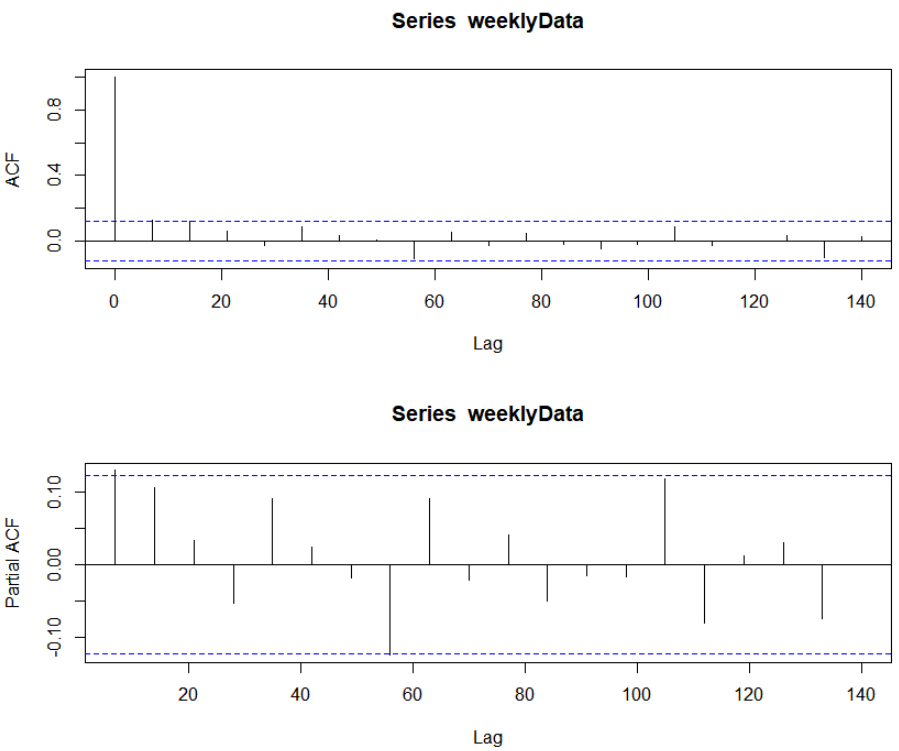 Series weeklyData
ACF
0.8
0.4
0.0
0 20 40 60 80 100 120 140
Lag
Series weeklyData
Partial ACF
0.10
0.00
-0.10
20 40 60 80 100 120 140
Lag